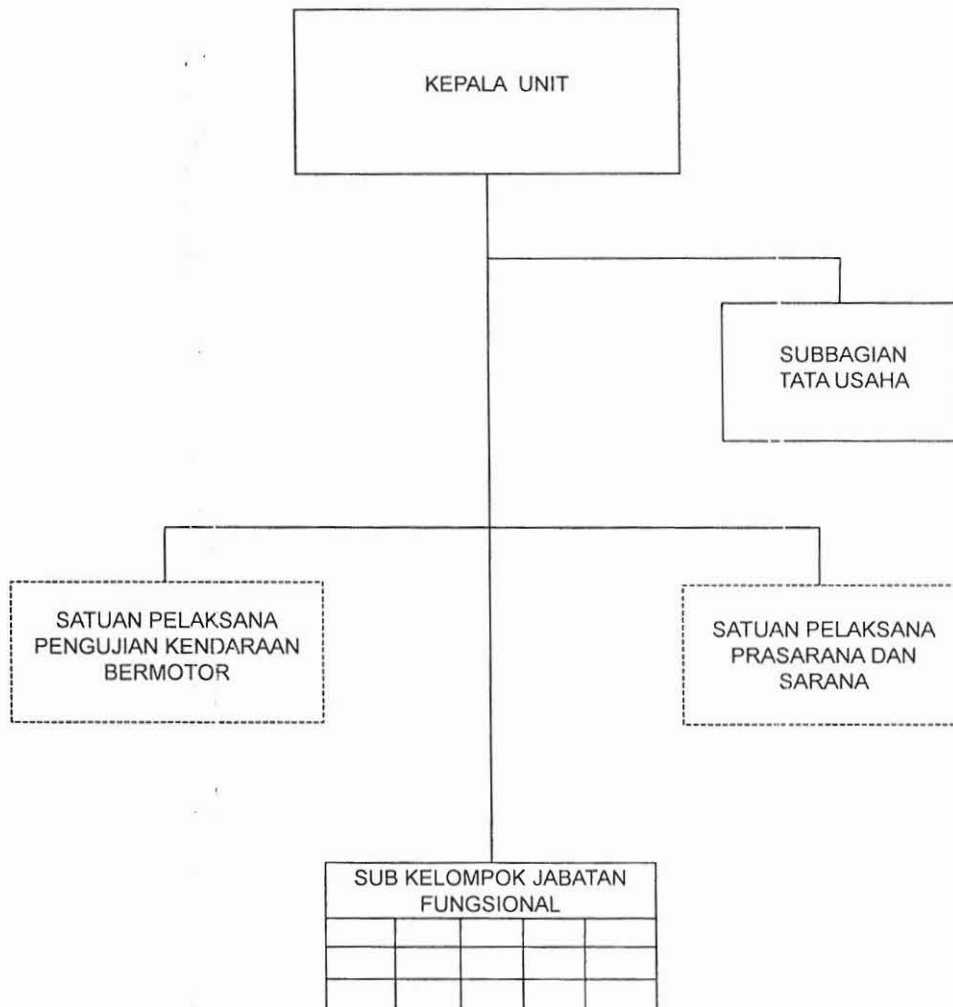 KEPALA UNIT
SUBBAGIAN
TATA USAHA
SATUAN PELAKSANA
PENGUJIAN KENDARAAN
BERMOTOR
SATUAN PELAKSANA
PRASARANA DAN
SARANA
SUB KELOMPOK JABATAN
FUNGSIONAL